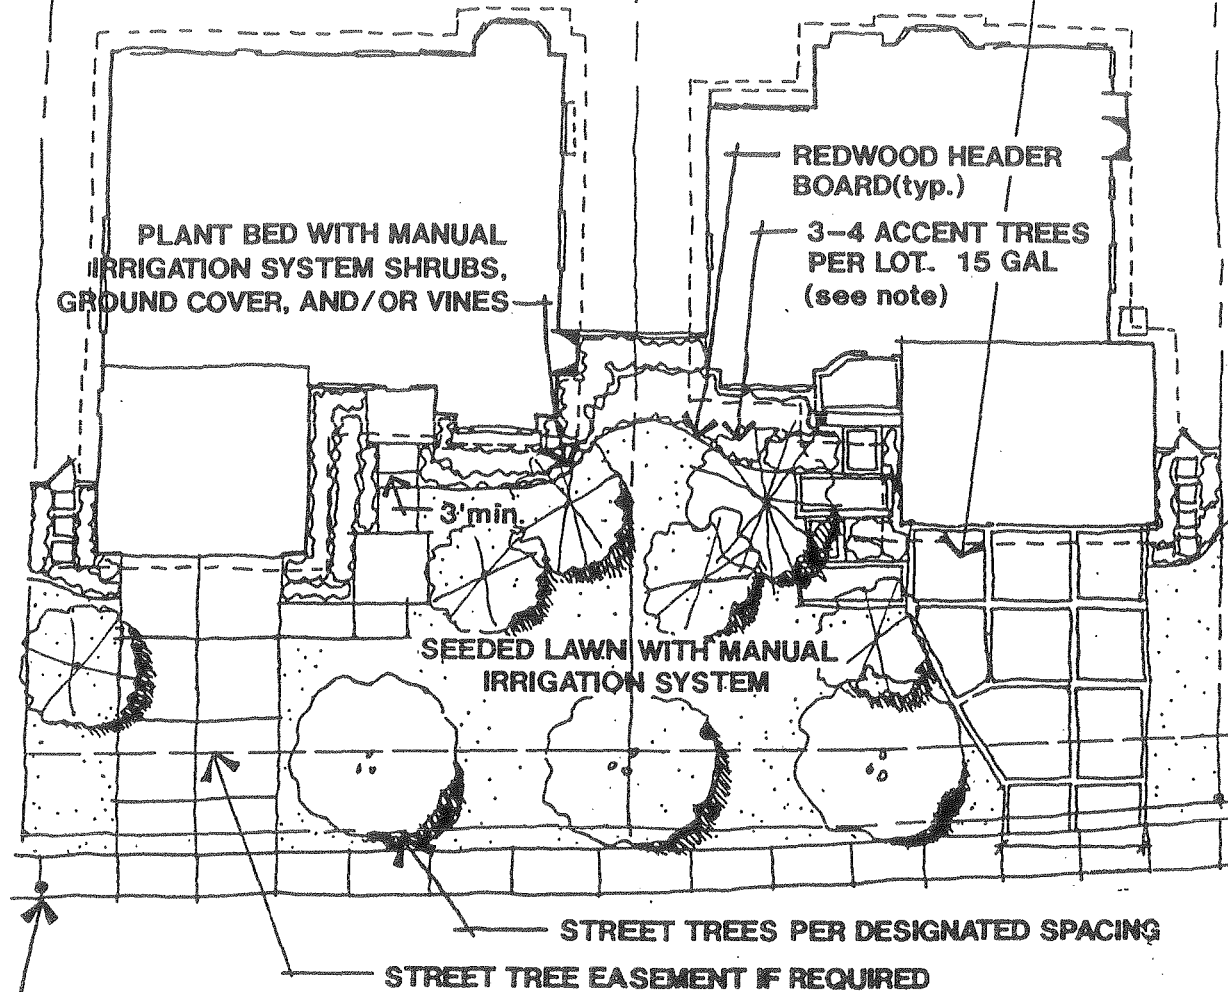 REDWOOD HEADER
BOARD(typ.)
PLANT BED WITH MANUAL
IRRIGATION SYSTEM SHRUBS,
GROUND COVER, AND/OR VINES
3-4 ACCENT TREES
PER LOT. 15 GAL
(see note)
3'min.
SEEDED LAWN WITH MANUAL
IRRIGATION SYSTEM
STREET TREES PER DESIGNATED SPACING
STREET TREE EASEMENT IF REQUIRED